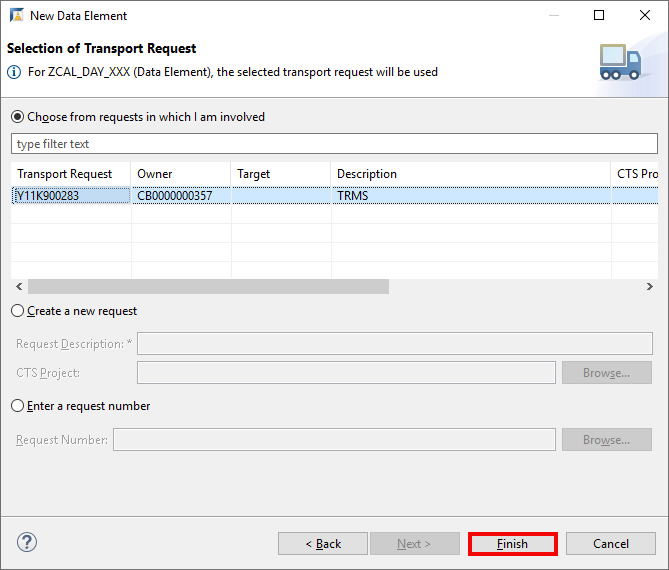 New Data Element
Selection of Transport Request
For ZCAL_DAY_XXX (Data Element), the selected transport request will be used
Choose from requests in which I am involved
type filter text
Transport Request Owner Target Description CTS Pro
Y11K900283 CB0000000357 TRMS
Create a new request
Request Description: *
CTS Project: Browse...
Enter a request number
Request Number: Browse...
? < Back Next > Finish Cancel